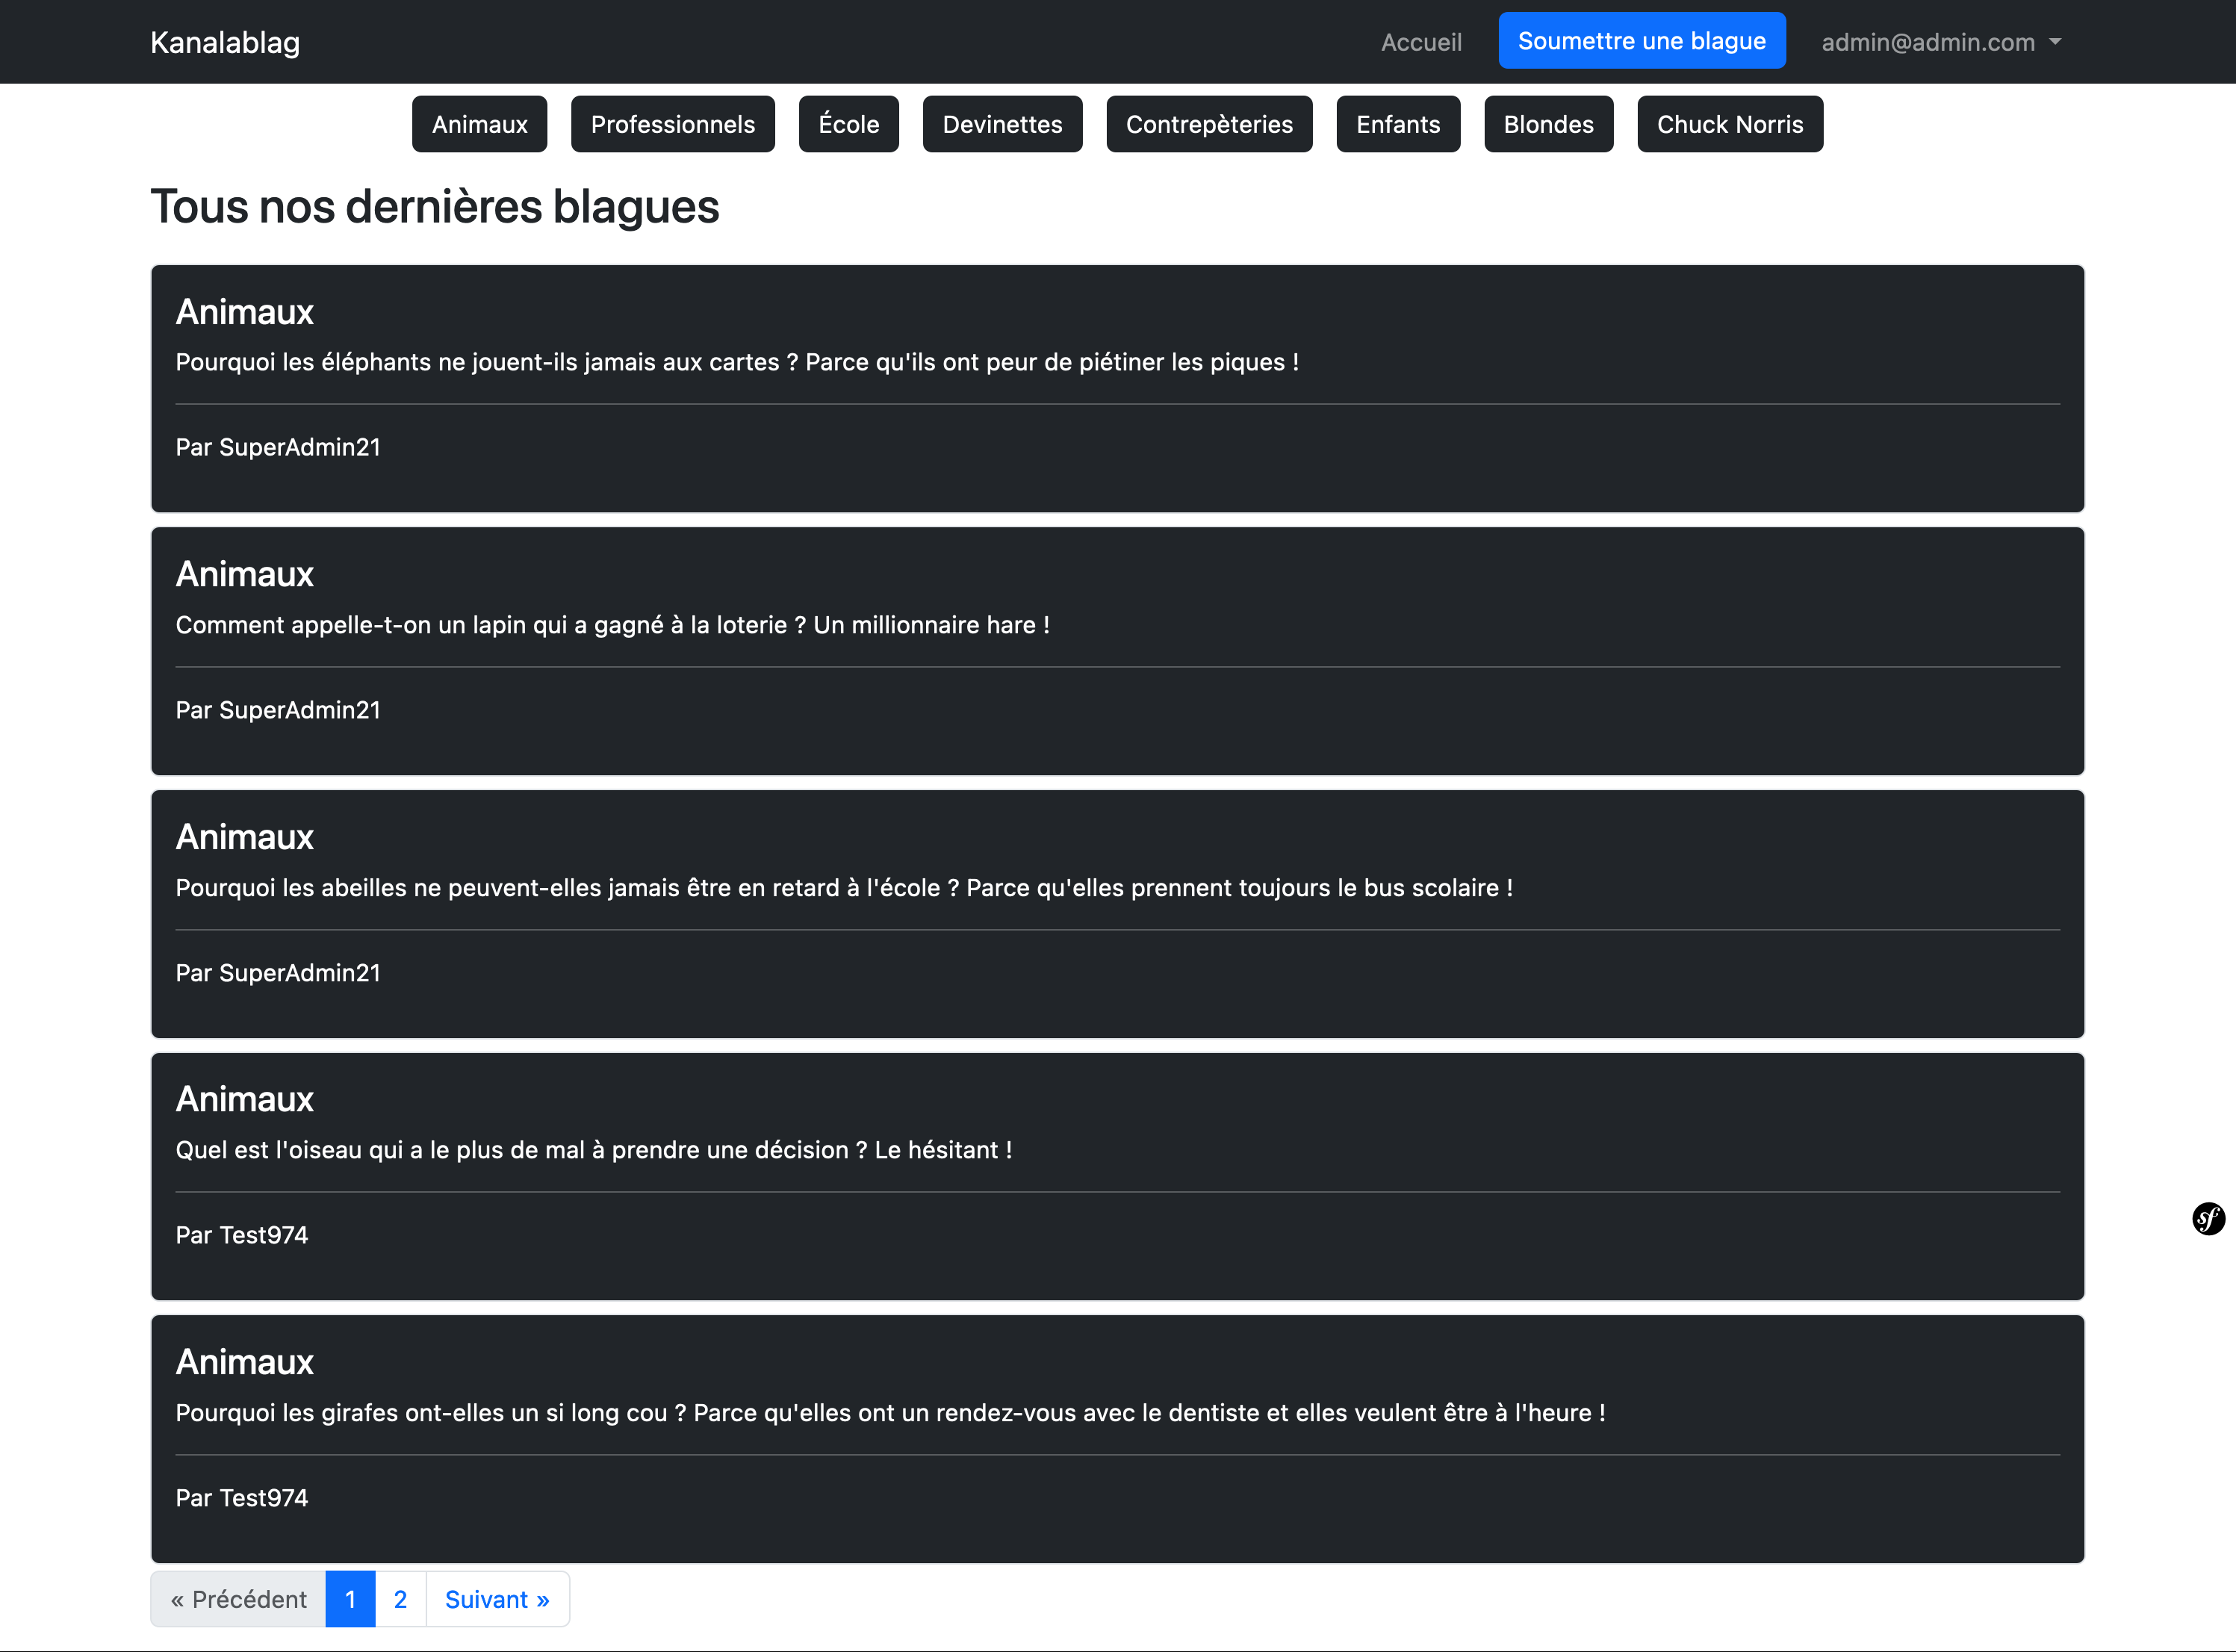 Kanalablag
Accueil
Soumettre une blague
admin@admin.com
Animaux
Professionnels
École
Devinettes
Contrepèteries
Enfants
Blondes
Chuck Norris
Tous nos dernières blagues
Animaux
Pourquoi les éléphants ne jouent-ils jamais aux cartes ? Parce qu'ils ont peur de piétiner les piques !
Par SuperAdmin21
Animaux
Comment appelle-t-on un lapin qui a gagné à la loterie ? Un millionnaire hare !
Par SuperAdmin21
Animaux
Pourquoi les abeilles ne peuvent-elles jamais être en retard à l'école ? Parce qu'elles prennent toujours le bus scolaire !
Par SuperAdmin21
Animaux
Quel est l'oiseau qui a le plus de mal à prendre une décision ? Le hésitant !
Par Test974
Animaux
Pourquoi les girafes ont-elles un si long cou ? Parce qu'elles ont un rendez-vous avec le dentiste et elles veulent être à l'heure !
Par Test974
« Précédent
1
2
Suivant »
sf